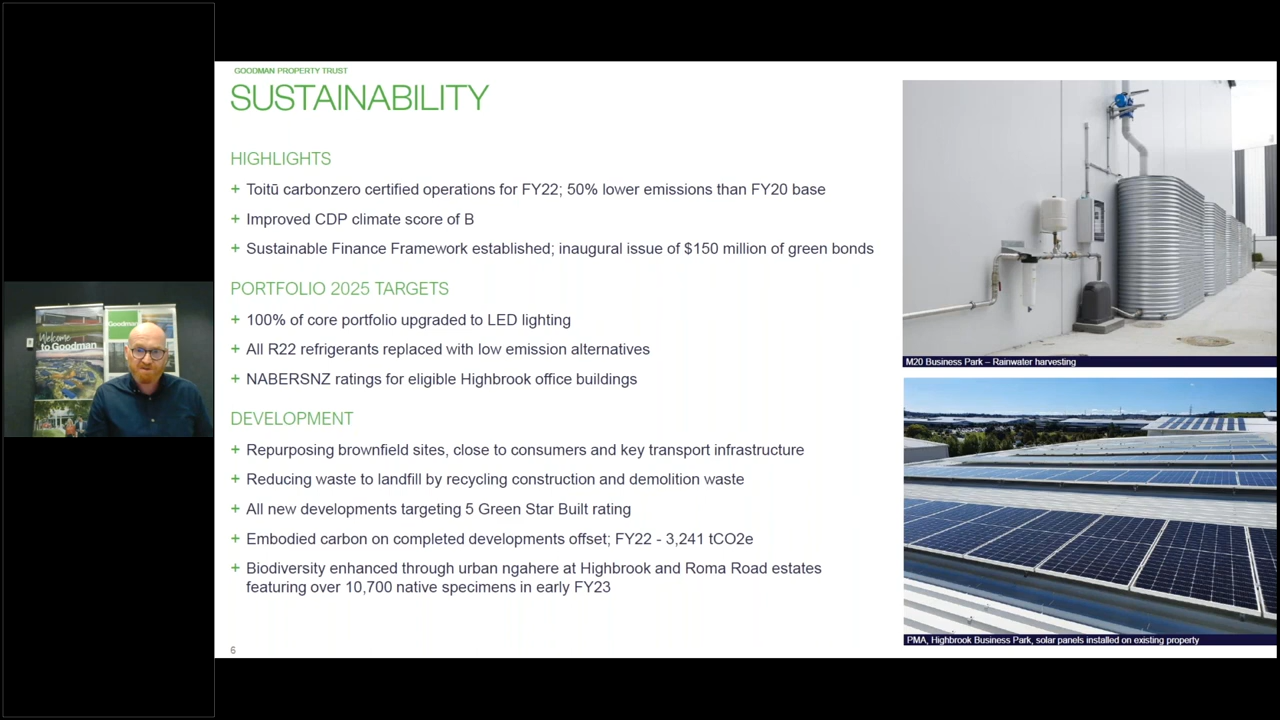 GOODMAN PROPERTY TRUST
SUSTAINABILITY
HIGHLIGHTS
+ Toitū carbonzero certified operations for FY22; 50% lower emissions than FY20 base
+ Improved CDP climate score of B
+ Sustainable Finance Framework established; inaugural issue of $150 million of green bonds
PORTFOLIO 2025 TARGETS
+ 100% of core portfolio upgraded to LED lighting
+ All R22 refrigerants replaced with low emission alternatives
+ NABERSNZ ratings for eligible Highbrook office buildings
DEVELOPMENT
+ Repurposing brownfield sites, close to consumers and key transport infrastructure
+ Reducing waste to landfill by recycling construction and demolition waste
+ All new developments targeting 5 Green Star Built rating
+ Embodied carbon on completed developments offset; FY22 - 3,241 tCO2e
+ Biodiversity enhanced through urban ngahere at Highbrook and Roma Road estates
featuring over 10,700 native specimens in early FY23
6
M20 Business Park – Rainwater harvesting
PMA, Highbrook Business Park, solar panels installed on existing property
Welcome
to Goodman
Goodman